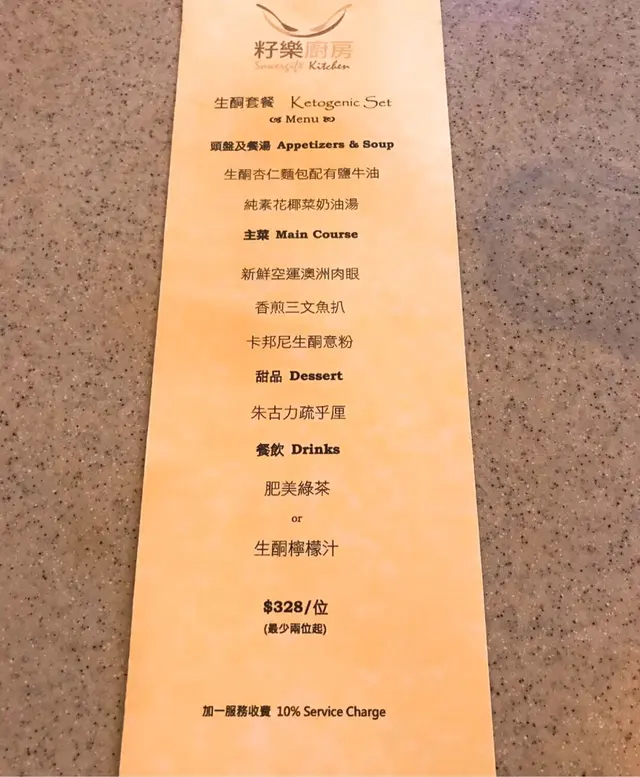 籽樂廚房
Sowergift Kitchen
生酮套餐 Ketogenic Set
Menu
頭盤及餐湯 Appetizers & Soup
生酮杏仁麵包配有鹽牛油
純素花椰菜奶油湯
主菜 Main Course
新鮮空運澳洲肉眼
香煎三文魚扒
卡邦尼生酮意粉
甜品 Dessert
朱古力疏乎厘
餐飲 Drinks
肥美綠茶
or
生酮檸檬汁
$328/位
(最少兩位起)
加一服務收費 10% Service Charge